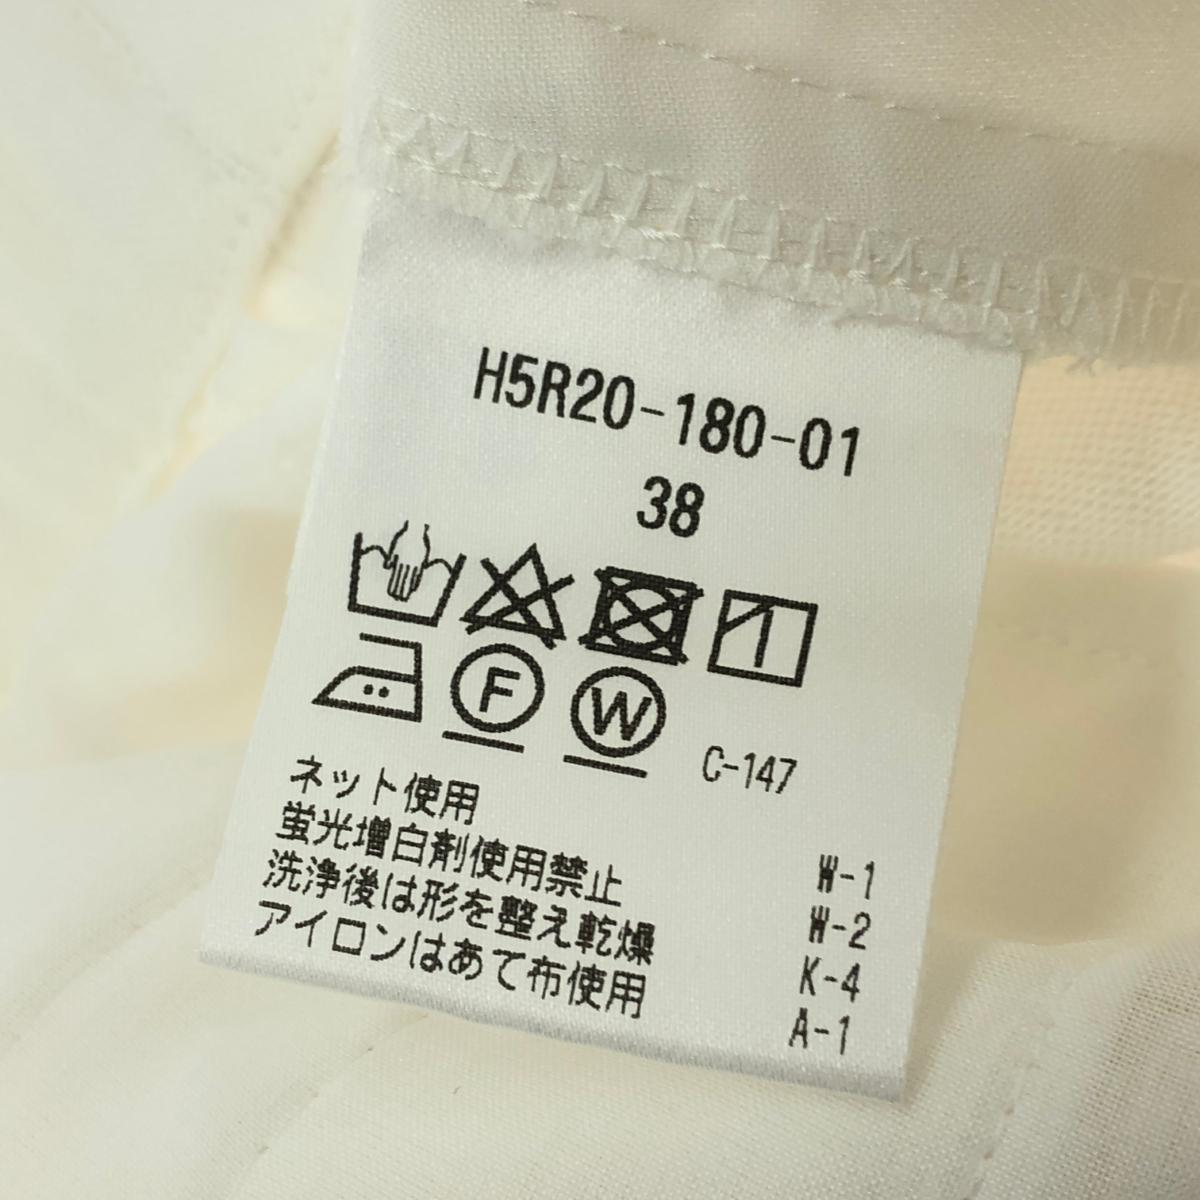 H5R20-180-01
38
F W C-147
ネット使用
蛍光増白剤使用禁止 W-1
洗浄後は形を整え乾燥 W-2
アイロンはあて布使用 K-4
A-1